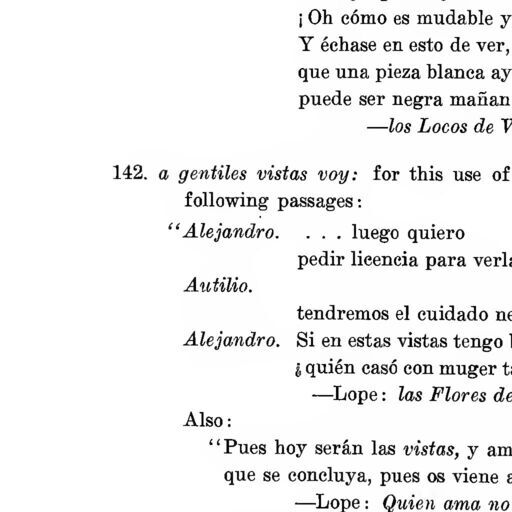 ¡Oh cómo es mudable y
Y échase en esto de ver,
que una pieza blanca ay
puede ser negra mañan
—los Locos de V
142. a gentiles vistas voy: for this use of
following passages:
"Alejandro. . . . luego quiero
pedir licencia para verla
Autilio.
tendremos el cuidado ne
Alejandro. Si en estas vistas tengo
¿quién casó con muger ta
—Lope: las Flores de
Also:
"Pues hoy serán las vistas, y am
que se concluya, pues os viene a
—Lope: Quien ama no